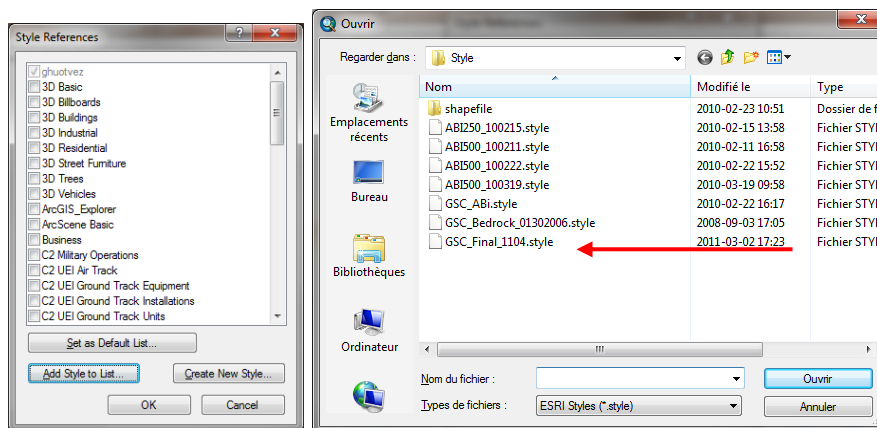 Style References
ghuotvez
3D Basic
3D Billboards
3D Buildings
3D Industrial
3D Residential
3D Street Furniture
3D Trees
3D Vehicles
ArcGIS_Explorer
ArcScene Basic
Business
C2 Military Operations
C2 UEI Air Track
C2 UEI Ground Track Equipment
C2 UEI Ground Track Installations
C2 UEI Ground Track Units
Set as Default List...
Add Style to List...
Create New Style...
OK
Cancel
Ouvrir
Regarder dans :
Style
Emplacements
récents
Bureau
Bibliothèques
Ordinateur
Nom Modifié le Type
shapefile 2010-02-23 10:51 Dossier de f
ABI250_100215.style 2010-02-15 13:58 Fichier STY
ABI500_100211.style 2010-02-11 16:58 Fichier STY
ABI500_100222.style 2010-02-22 15:52 Fichier STY
ABI500_100319.style 2010-03-19 09:58 Fichier STY
GSC_ABi.style 2010-02-22 16:17 Fichier STY
GSC_Bedrock_01302006.style 2008-09-03 17:05 Fichier STY
GSC_Final_1104.style 2011-03-02 17:23 Fichier STY
Nom du fichier :
Ouvrir
Types de fichiers :
ESRI Styles (*.style)
Annuler